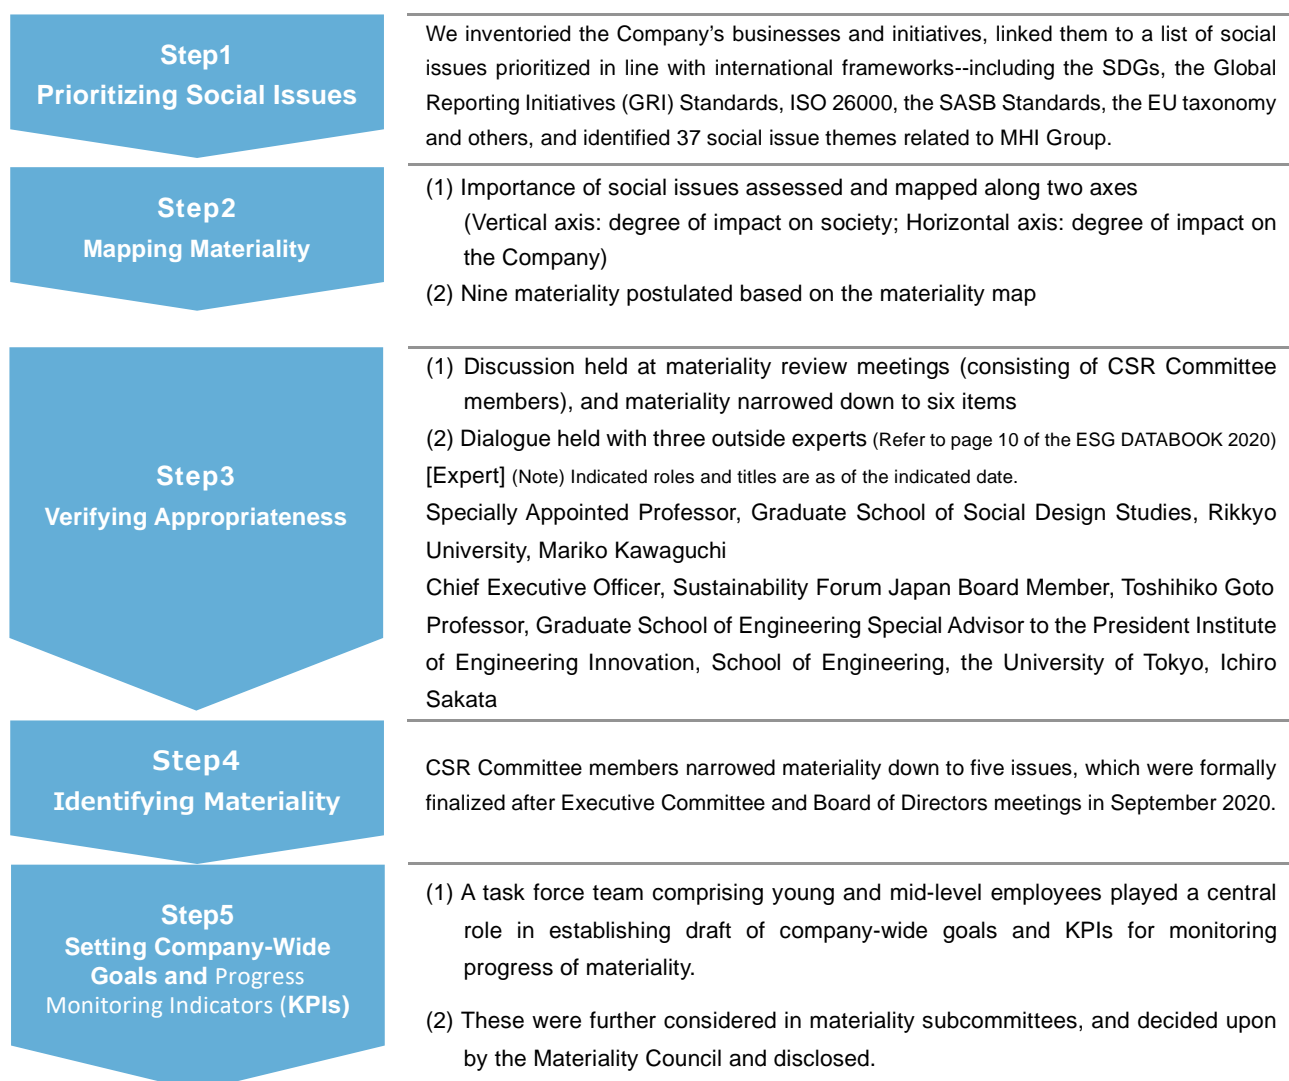 Step1
Prioritizing Social Issues
We inventoried the Company’s businesses and initiatives, linked them to a list of social
issues prioritized in line with international frameworks--including the SDGs, the Global
Reporting Initiatives (GRI) Standards, ISO 26000, the SASB Standards, the EU taxonomy
and others, and identified 37 social issue themes related to MHI Group.
Step2
Mapping Materiality
(1) Importance of social issues assessed and mapped along two axes
(Vertical axis: degree of impact on society; Horizontal axis: degree of impact on
the Company)
(2) Nine materiality postulated based on the materiality map
Step3
Verifying Appropriateness
(1) Discussion held at materiality review meetings (consisting of CSR Committee
members), and materiality narrowed down to six items
(2) Dialogue held with three outside experts (Refer to page 10 of the ESG DATABOOK 2020)
[Expert] (Note) Indicated roles and titles are as of the indicated date.
Specially Appointed Professor, Graduate School of Social Design Studies, Rikkyo
University, Mariko Kawaguchi
Chief Executive Officer, Sustainability Forum Japan Board Member, Toshihiko Goto
Professor, Graduate School of Engineering Special Advisor to the President Institute
of Engineering Innovation, School of Engineering, the University of Tokyo, Ichiro
Sakata
Step4
Identifying Materiality
CSR Committee members narrowed materiality down to five issues, which were formally
finalized after Executive Committee and Board of Directors meetings in September 2020.
Step5
Setting Company-Wide
Goals and Progress
Monitoring Indicators (KPIs)
(1) A task force team comprising young and mid-level employees played a central
role in establishing draft of company-wide goals and KPIs for monitoring
progress of materiality.
(2) These were further considered in materiality subcommittees, and decided upon
by the Materiality Council and disclosed.